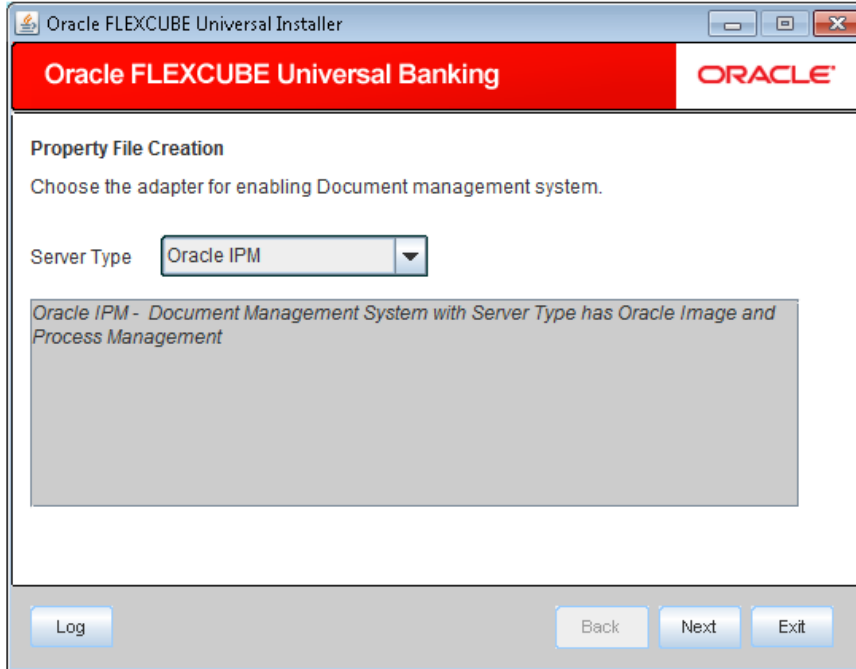 Oracle FLEXCUBE Universal Installer
Oracle FLEXCUBE Universal Banking
ORACLE
Property File Creation
Choose the adapter for enabling Document management system.
Server Type Oracle IPM
Oracle IPM - Document Management System with Server Type has Oracle Image and
Process Management
Log Back Next Exit